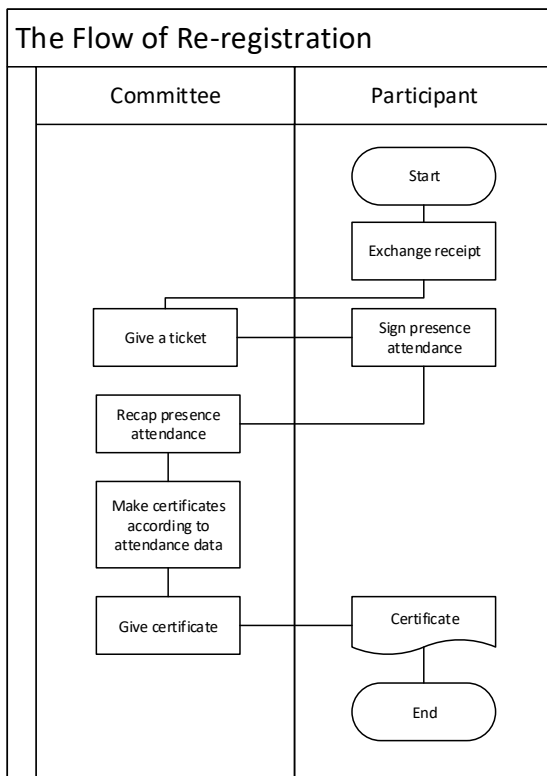 The Flow of Re-registration
Committee
Participant
Start
Exchange receipt
Give a ticket
Sign presence
attendance
Recap presence
attendance
Make certificates
according to
attendance data
Give certificate
Certificate
End